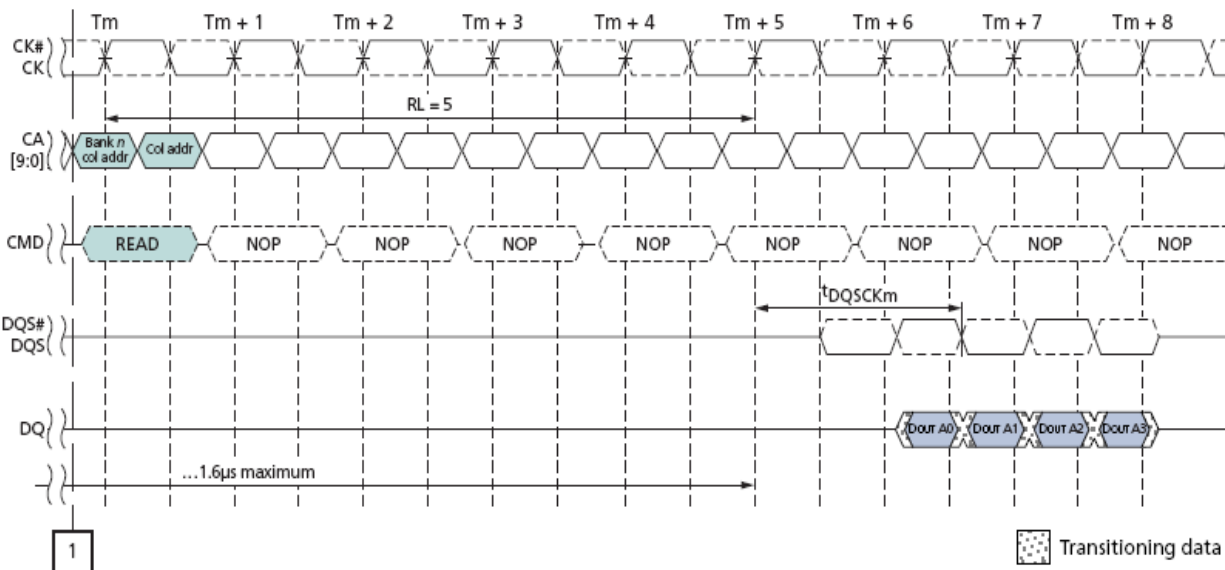 Tm Tm + 1 Tm + 2 Tm + 3 Tm + 4 Tm + 5 Tm + 6 Tm + 7 Tm + 8
CK#
CK
RL = 5
CA
[9:0]
Bank n
col addr
Col addr
CMD READ NOP NOP NOP NOP NOP NOP NOP NOP
tDQSCKm
DQS#
DQS
DQ DOUT A0 DOUT A1 DOUT A2 DOUT A3
...1.6µs maximum
1
Transitioning data